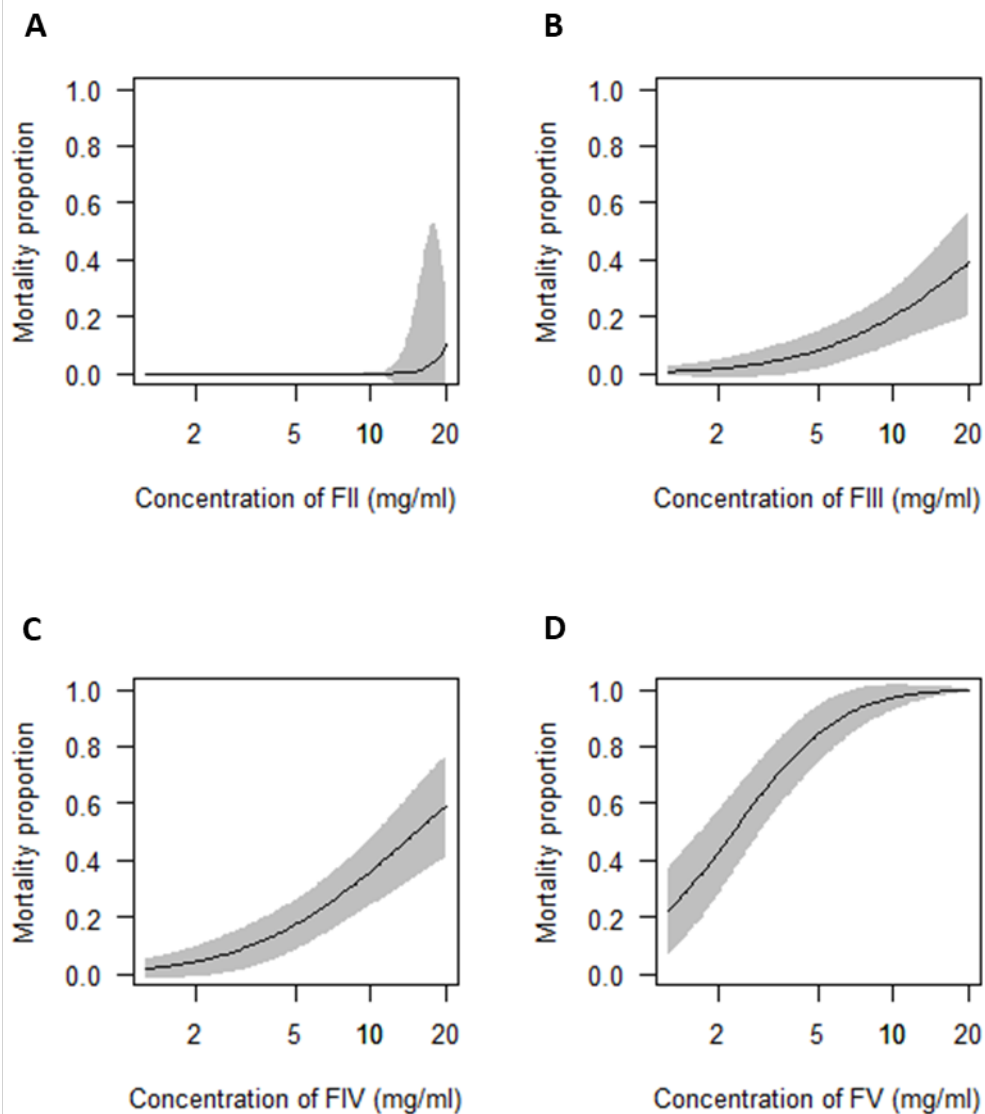 A
B
Mortality proportion
1.0
0.8
0.6
0.4
0.2
0.0
2 5 10 20
Concentration of FII (mg/ml)
Mortality proportion
1.0
0.8
0.6
0.4
0.2
0.0
2 5 10 20
Concentration of FIII (mg/ml)
C
D
Mortality proportion
1.0
0.8
0.6
0.4
0.2
0.0
2 5 10 20
Concentration of FIV (mg/ml)
Mortality proportion
1.0
0.8
0.6
0.4
0.2
0.0
2 5 10 20
Concentration of FV (mg/ml)